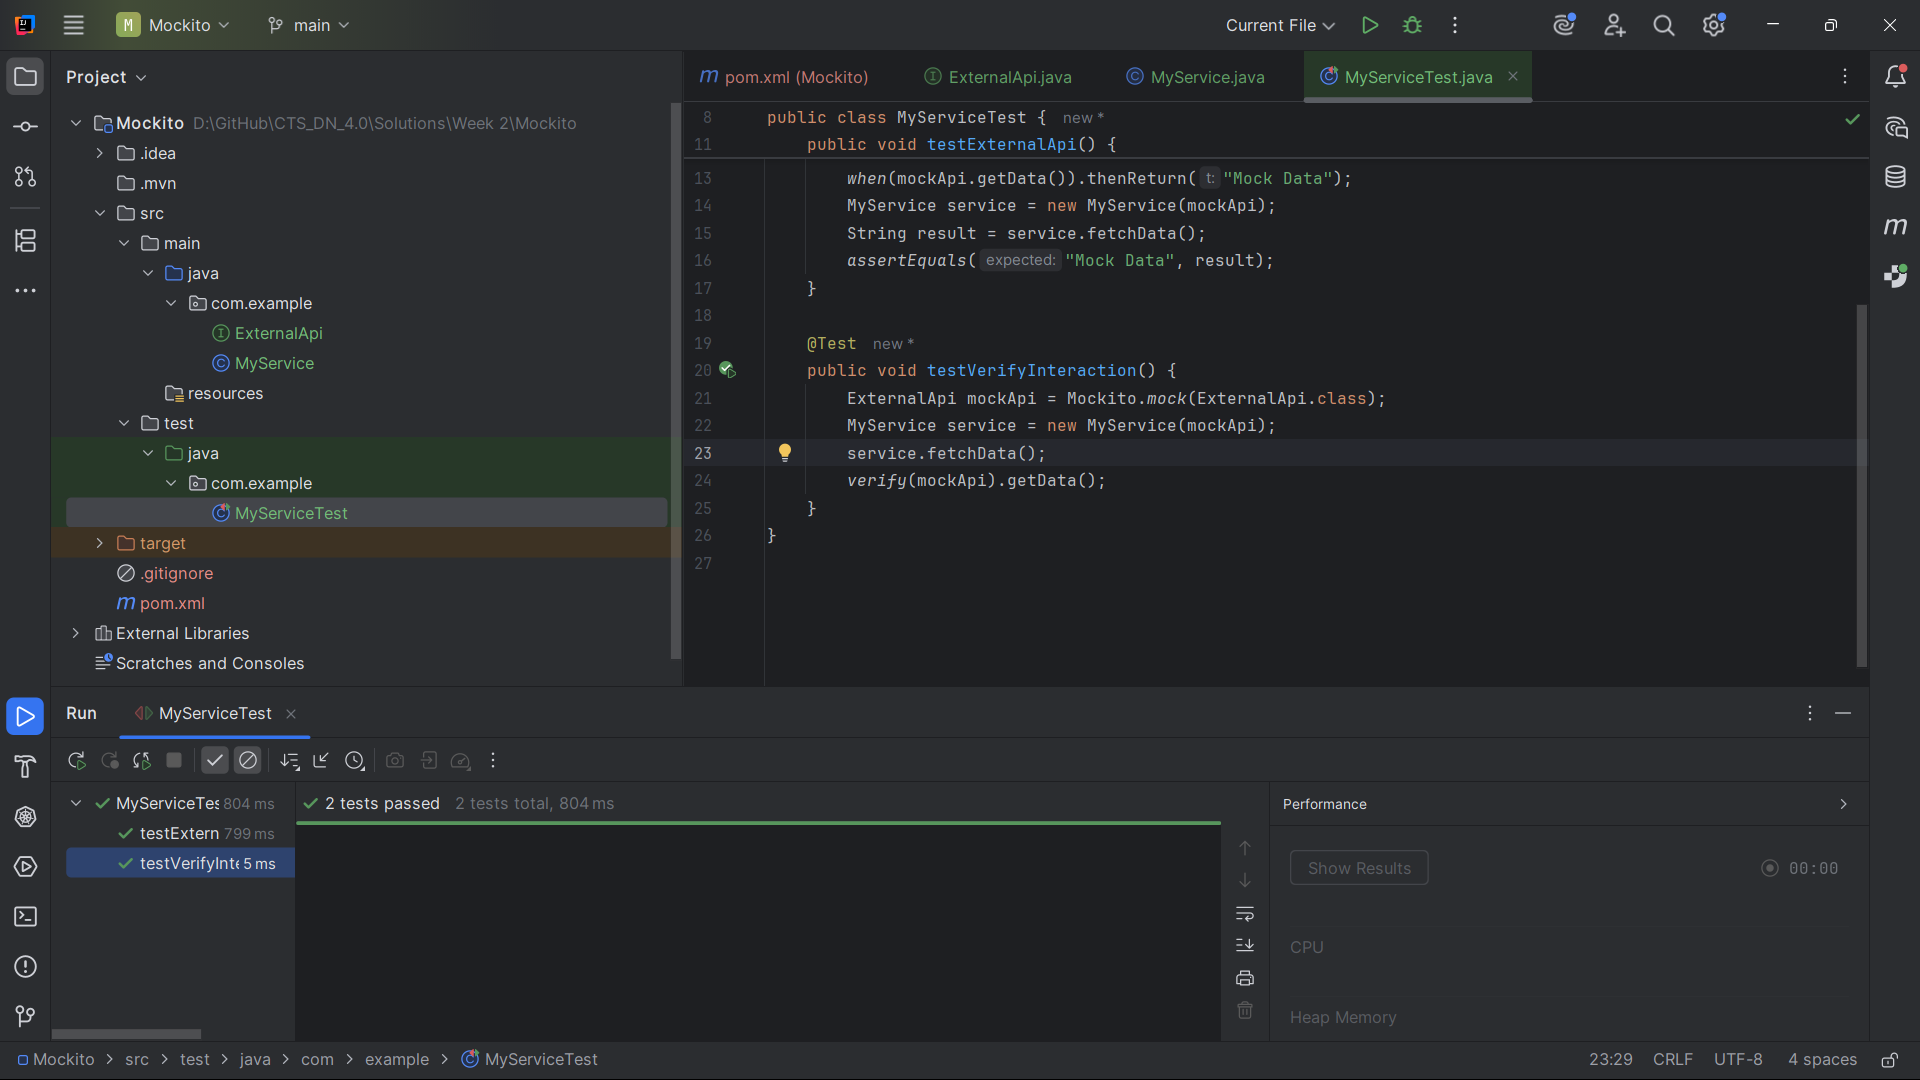 M Mockito main Current File
Project
Mockito D:\GitHub\CTS_DN_4.0\Solutions\Week 2\Mockito
.idea
.mvn
src
main
java
com.example
ExternalApi
MyService
resources
test
java
com.example
MyServiceTest
target
.gitignore
m pom.xml
External Libraries
Scratches and Consoles
m pom.xml (Mockito) ExternalApi.java MyService.java MyServiceTest.java
8 public class MyServiceTest { new *
11 public void testExternalApi() {
13 when(mockApi.getData()).thenReturn( t: "Mock Data");
14 MyService service = new MyService(mockApi);
15 String result = service.fetchData();
16 assertEquals( expected: "Mock Data", result);
17 }
18
19 @Test new *
20 public void testVerifyInteraction() {
21 ExternalApi mockApi = Mockito.mock(ExternalApi.class);
22 MyService service = new MyService(mockApi);
23 service.fetchData();
24 verify(mockApi).getData();
25 }
26 }
27
Run MyServiceTest
MyServiceTes 804 ms
testExtern 799 ms
testVerifyInte 5 ms
2 tests passed 2 tests total, 804 ms
Performance
Show Results 00:00
CPU
Heap Memory
Mockito > src > test > java > com > example > MyServiceTest 23:29 CRLF UTF-8 4 spaces